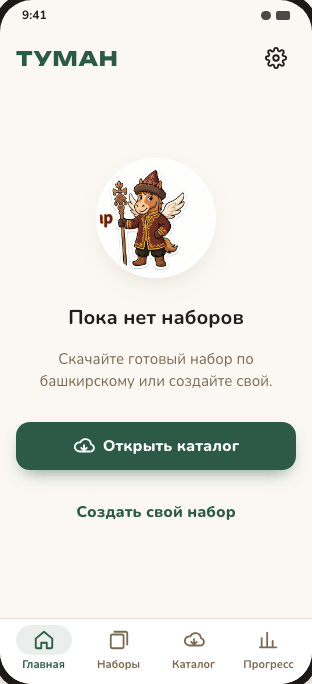 9:41
ТУМАН
ар
Пока нет наборов
Скачайте готовый набор по
башкирскому или создайте свой.
Открыть каталог
Создать свой набор
Главная
Наборы
Каталог
Прогресс